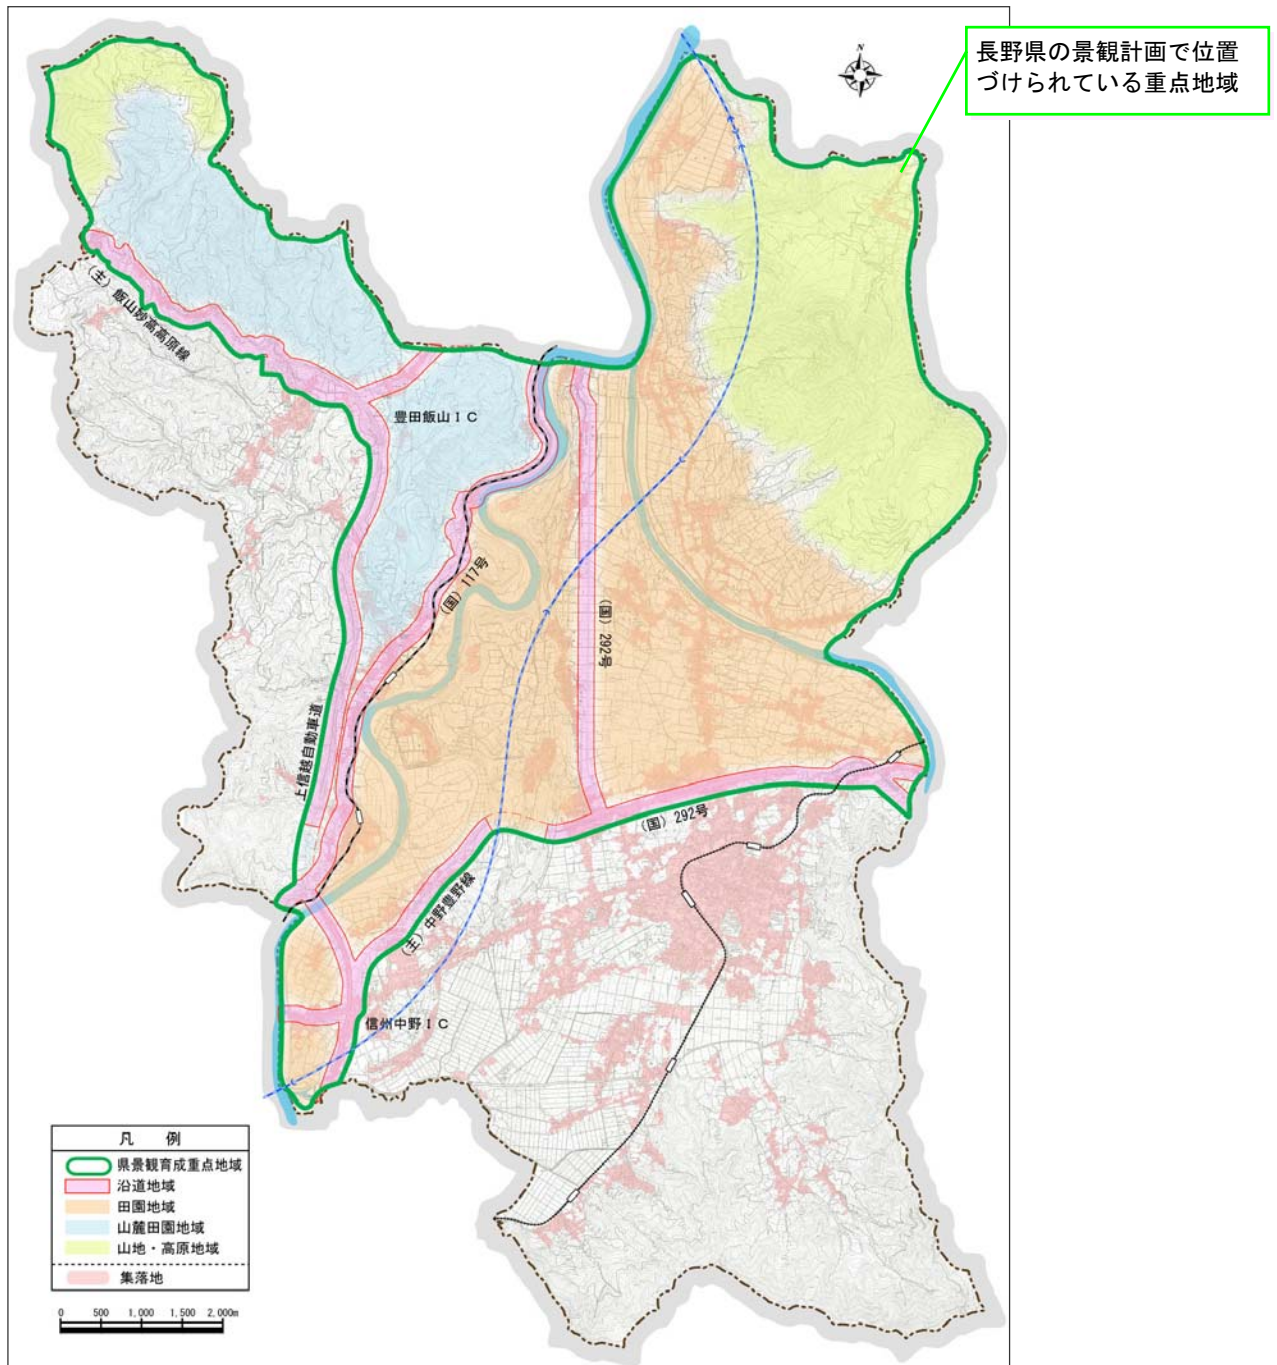 長野県の景観計画で位置
づけられている重点地域
N
(主) 飯山妙高高原線
豊田飯山IC
(国) 117号
(国) 292号
上信越自動車道
(国) 292号
(主) 中野豊野線
信州中野IC
凡 例
県景観育成重点地域
沿道地域
田園地域
山麓田園地域
山地・高原地域
集落地
0 500 1,000 1,500 2,000m